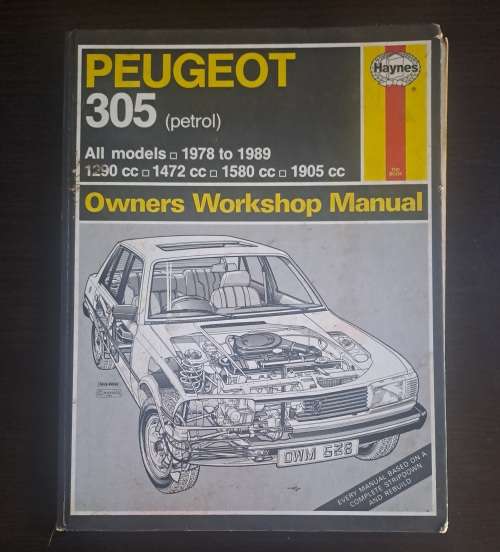 PEUGEOT
Haynes
305 (petrol)
All models □ 1978 to 1989
1290 cc □ 1472 cc □ 1580 cc □ 1905 cc
Owners Workshop Manual
OWM 538
EVERY MANUAL BASED ON A
COMPLETE STRIPDOWN
AND REBUILD